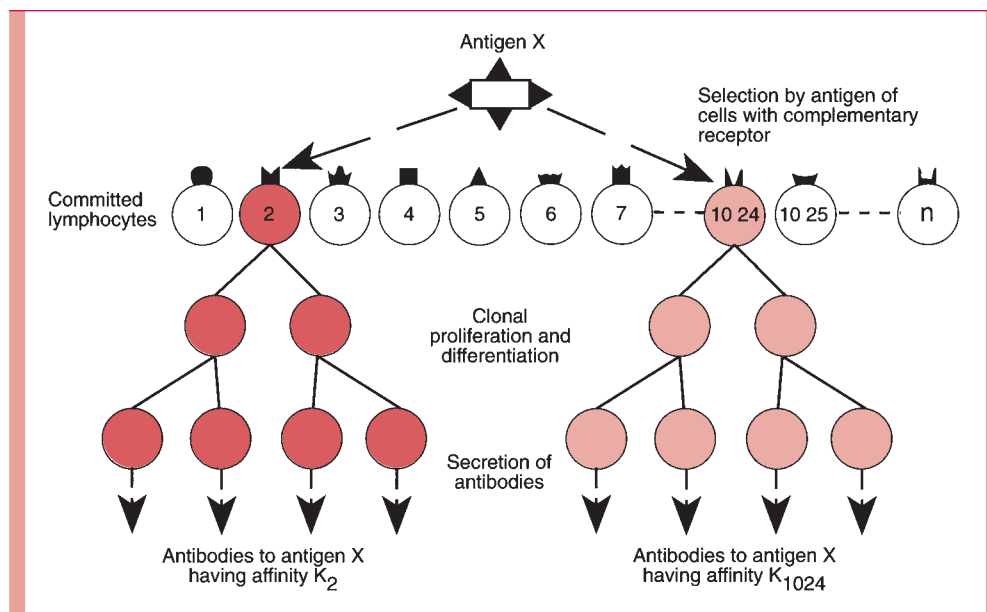 Antigen X
Selection by antigen of
cells with complementary
receptor
Committed
lymphocytes
1 2 3 4 5 6 7 10 24 10 25 n
Clonal
proliferation and
differentiation
Secretion of
antibodies
Antibodies to antigen X
having affinity K2
Antibodies to antigen X
having affinity K1024